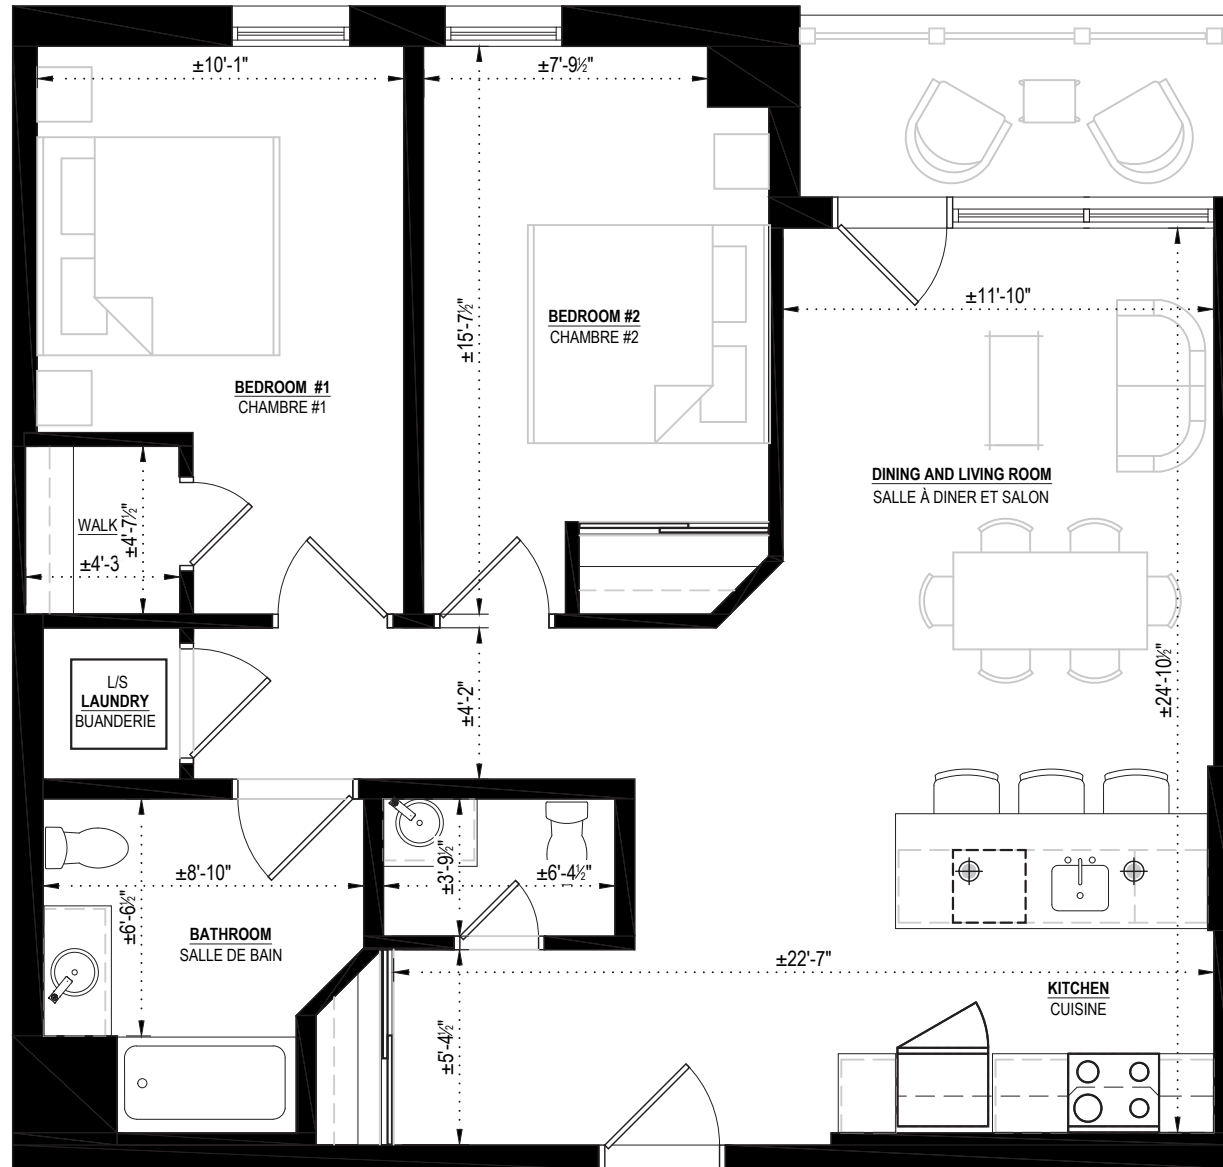 ±10'-1"
±7'-9½"
±15'-7½"
±11'-10"
BEDROOM #2
CHAMBRE #2
BEDROOM #1
CHAMBRE #1
DINING AND LIVING ROOM
SALLE À DINER ET SALON
WALK
±4'-7½"
±4'-3
±24'-10½"
L/S
LAUNDRY
BUANDERIE
±4'-2"
±8'-10"
±3'-9½"
±6'-4½"
±6'-6½"
BATHROOM
SALLE DE BAIN
±22'-7"
KITCHEN
CUISINE
±5'-4½"